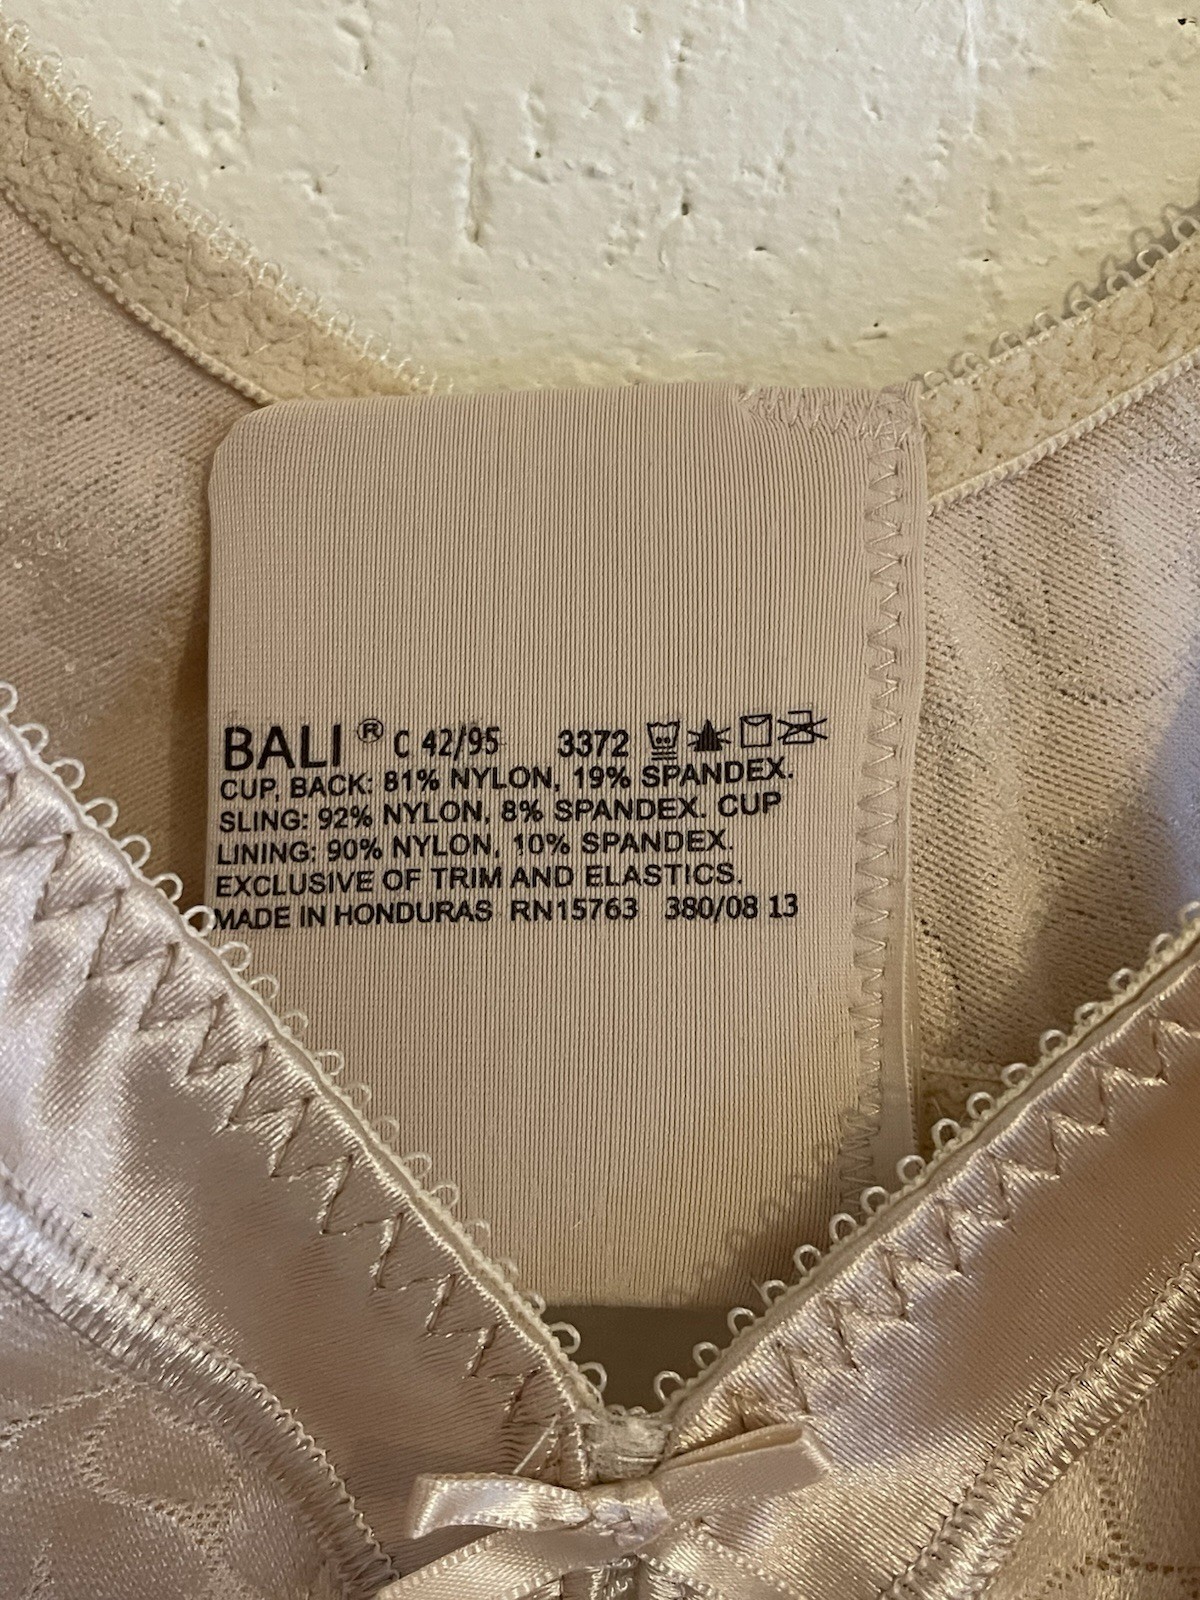 BALI® C 42/95 3372
CUP, BACK: 81% NYLON, 19% SPANDEX.
SLING: 92% NYLON, 8% SPANDEX. CUP
LINING: 90% NYLON, 10% SPANDEX.
EXCLUSIVE OF TRIM AND ELASTICS.
MADE IN HONDURAS RN15763 380/08 13